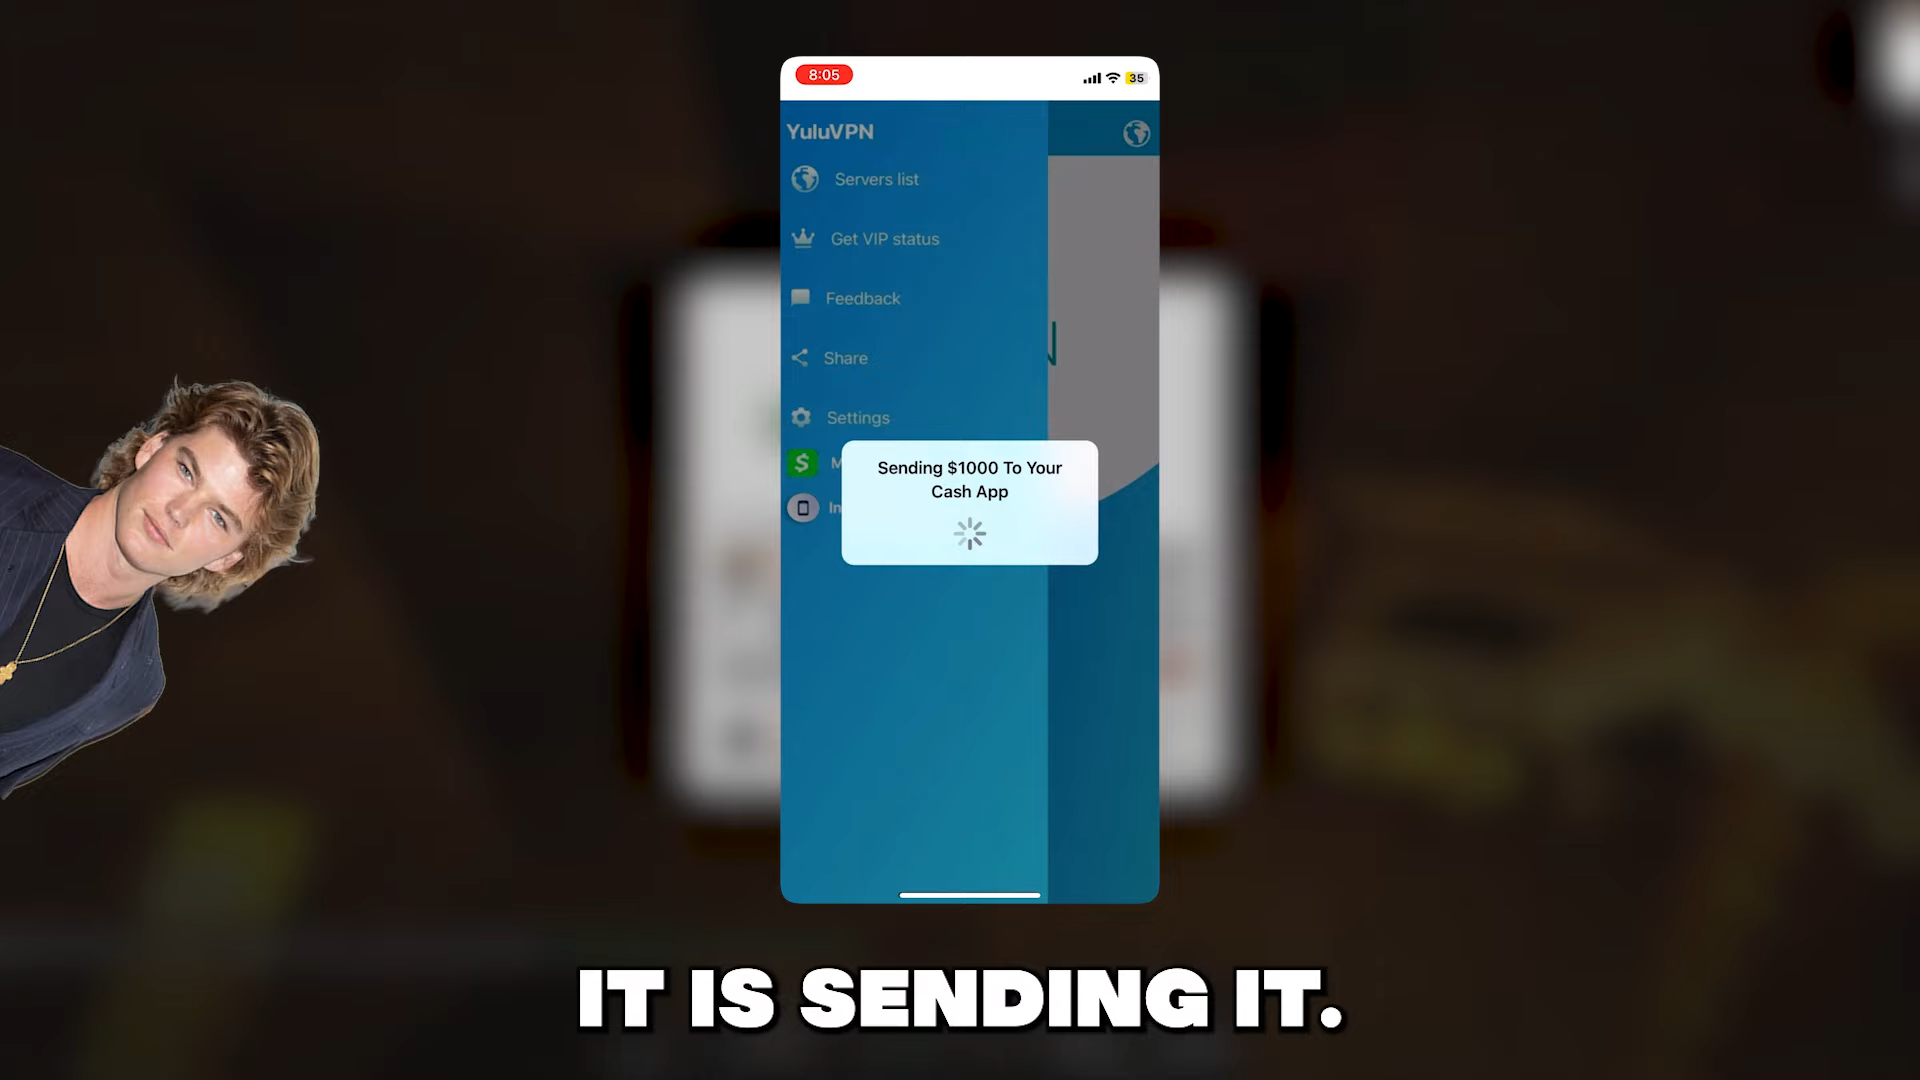 8:05
35
YuluVPN
Servers list
Get VIP status
Feedback
Share
Settings
$ M
In
Sending $1000 To Your
Cash App
N
IT IS SENDING IT.